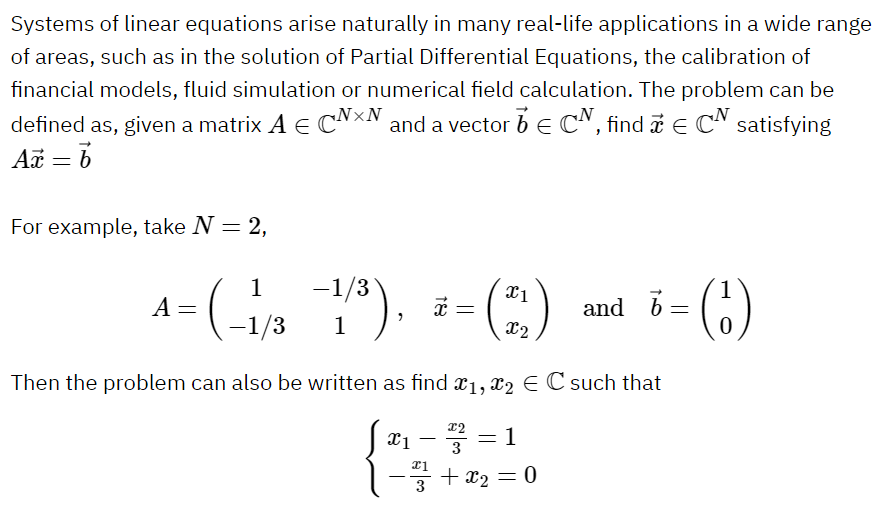 Systems of linear equations arise naturally in many real-life applications in a wide range
of areas, such as in the solution of Partial Differential Equations, the calibration of
financial models, fluid simulation or numerical field calculation. The problem can be
defined as, given a matrix $A \in \mathbb{C}^{N \times N}$ and a vector $\vec{b} \in \mathbb{C}^N$, find $\vec{x} \in \mathbb{C}^N$ satisfying
$A\vec{x} = \vec{b}$
For example, take $N = 2$,
$A = \begin{pmatrix} 1 & -1/3 \\ -1/3 & 1 \end{pmatrix}, \quad \vec{x} = \begin{pmatrix} x_1 \\ x_2 \end{pmatrix} \quad \text{and} \quad \vec{b} = \begin{pmatrix} 1 \\ 0 \end{pmatrix}$
Then the problem can also be written as find $x_1, x_2 \in \mathbb{C}$ such that
$\begin{cases} x_1 - \frac{x_2}{3} = 1 \\ -\frac{x_1}{3} + x_2 = 0 \end{cases}$